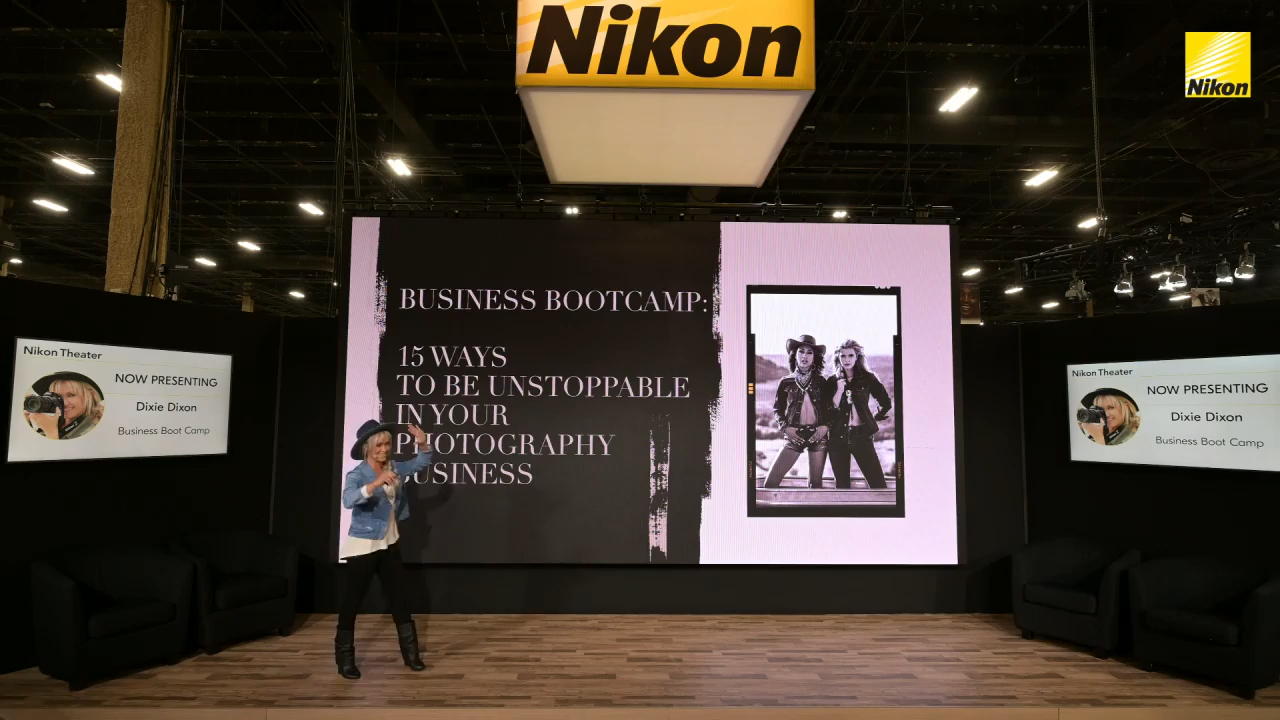 Nikon
Nikon
BUSINESS BOOTCAMP:
15 WAYS
TO BE UNSTOPPABLE
IN YOUR
PHOTOGRAPHY
BUSINESS
Nikon Theater
NOW PRESENTING
Dixie Dixon
Business Boot Camp
Nikon Theater
NOW PRESENTING
Dixie Dixon
Business Boot Camp